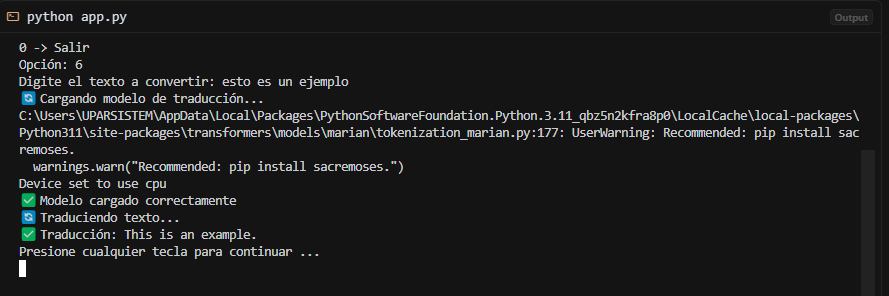 python app.py
Output
0 -> Salir
Opción: 6
Digite el texto a convertir: esto es un ejemplo
🔄 Cargando modelo de traducción...
C:\Users\UPARSISTEM\AppData\Local\Packages\PythonSoftwareFoundation.Python.3.11_qbz5n2kfra8p0\LocalCache\local-packages\
Python311\site-packages\transformers\models\marian\tokenization_marian.py:177: UserWarning: Recommended: pip install sac
remoses.
  warnings.warn("Recommended: pip install sacremoses.")
Device set to use cpu
✅ Modelo cargado correctamente
🔄 Traduciendo texto...
✅ Traducción: This is an example.
Presione cualquier tecla para continuar ...